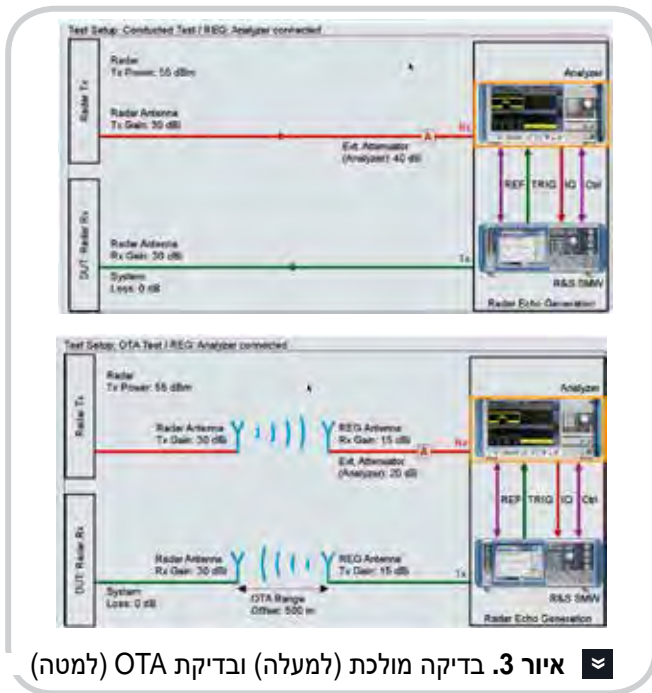 Test Setup: Conducted Test / REG: Analyzer connected
Radar
Tx Power: 55 dBm
Analyzer
Radar Tx
Radar Antenna
Tx Gain: 30 dBi
A
Rx
Ext. Attenuator
(Analyzer): 40 dB
REF TRIG IQ Ctrl
DUT: Radar Rx
Radar Antenna
Rx Gain: 30 dBi
Tx
System
Loss: 0 dB
R&S SMW
Radar Echo Generation
Test Setup: OTA Test / REG: Analyzer connected
Radar
Tx Power: 55 dBm
Analyzer
Radar Tx
Radar Antenna
Tx Gain: 30 dBi
REG Antenna
Rx Gain: 15 dBi
A
Rx
Ext. Attenuator
(Analyzer): 20 dB
REF TRIG IQ Ctrl
DUT: Radar Rx
Radar Antenna
Rx Gain: 30 dBi
REG Antenna
Tx Gain: 15 dBi
Tx
System
Loss: 0 dB
OTA Range
Offset: 500 m
R&S SMW
Radar Echo Generation
איור 3. בדיקה מולכת (למעלה) ובדיקת OTA (למטה)